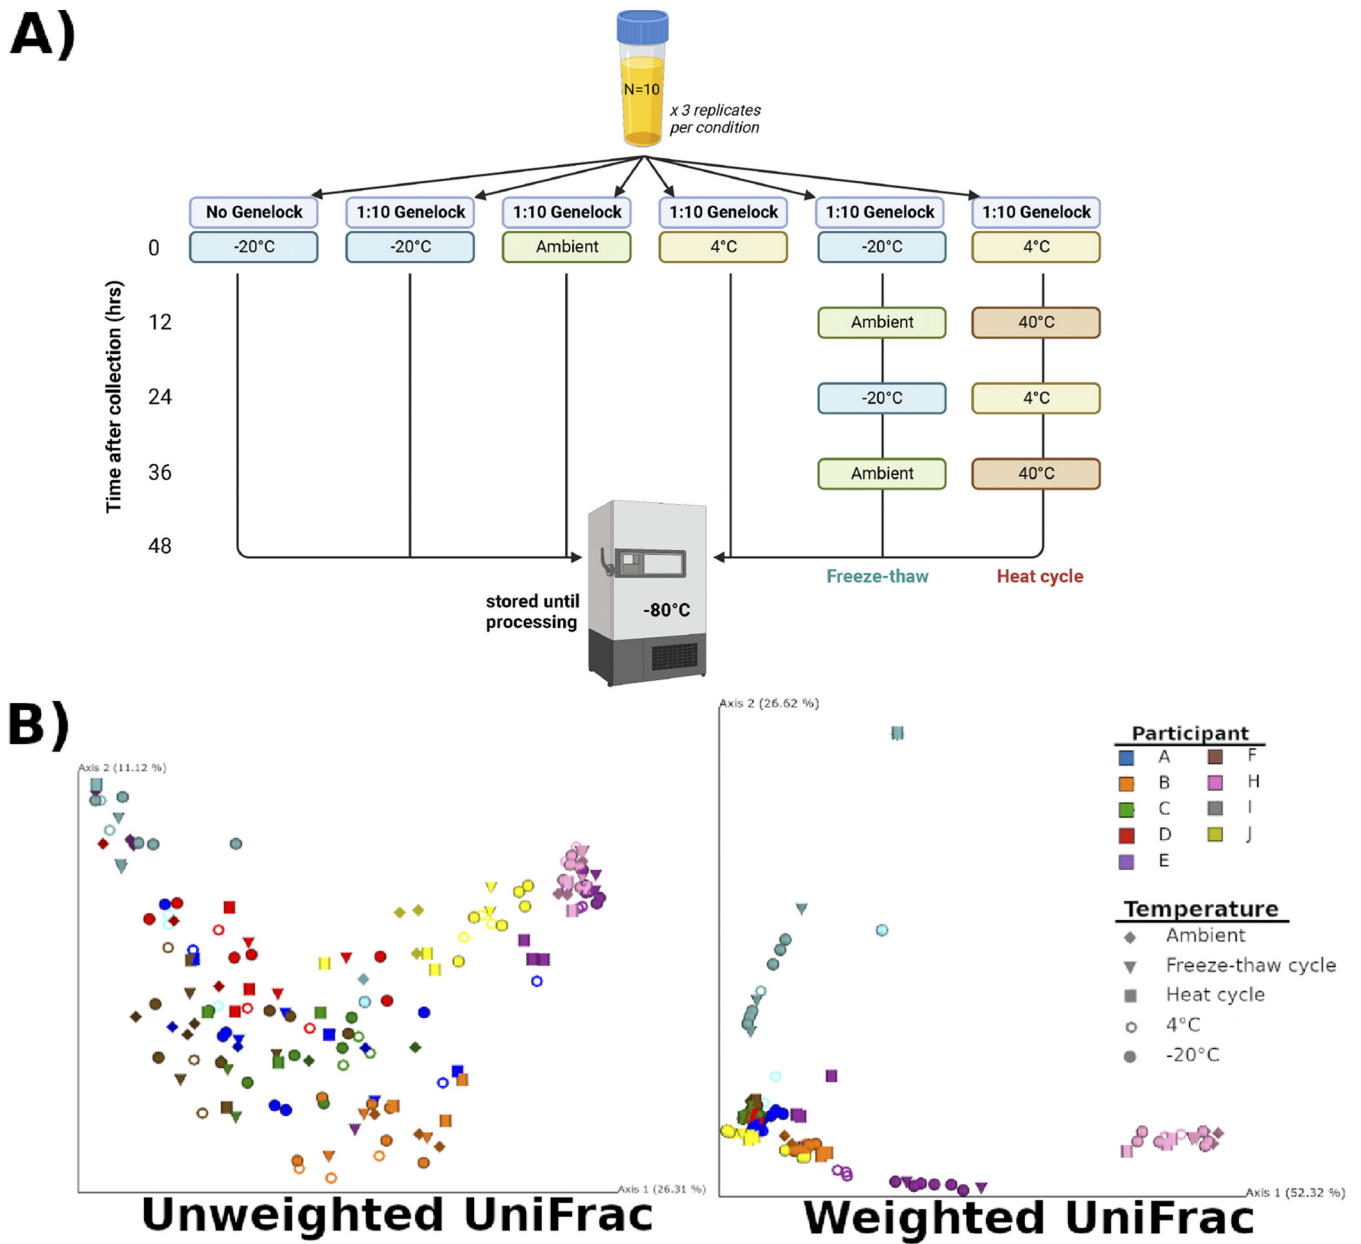 A)
N=10
x 3 replicates
per condition
No Genelock 1:10 Genelock 1:10 Genelock 1:10 Genelock 1:10 Genelock 1:10 Genelock
0 -20°C -20°C Ambient 4°C -20°C 4°C
Time after collection (hrs)
12 Ambient 40°C
24 -20°C 4°C
36 Ambient 40°C
48
Freeze-thaw Heat cycle
stored until
processing
-80°C
B)
Axis 2 (11.12 %)
Axis 1 (26.31 %)
Unweighted UniFrac
Axis 2 (26.62 %)
Axis 1 (52.32 %)
Weighted UniFrac
Participant
A F
B H
C I
D J
E
Temperature
Ambient
Freeze-thaw cycle
Heat cycle
4°C
-20°C